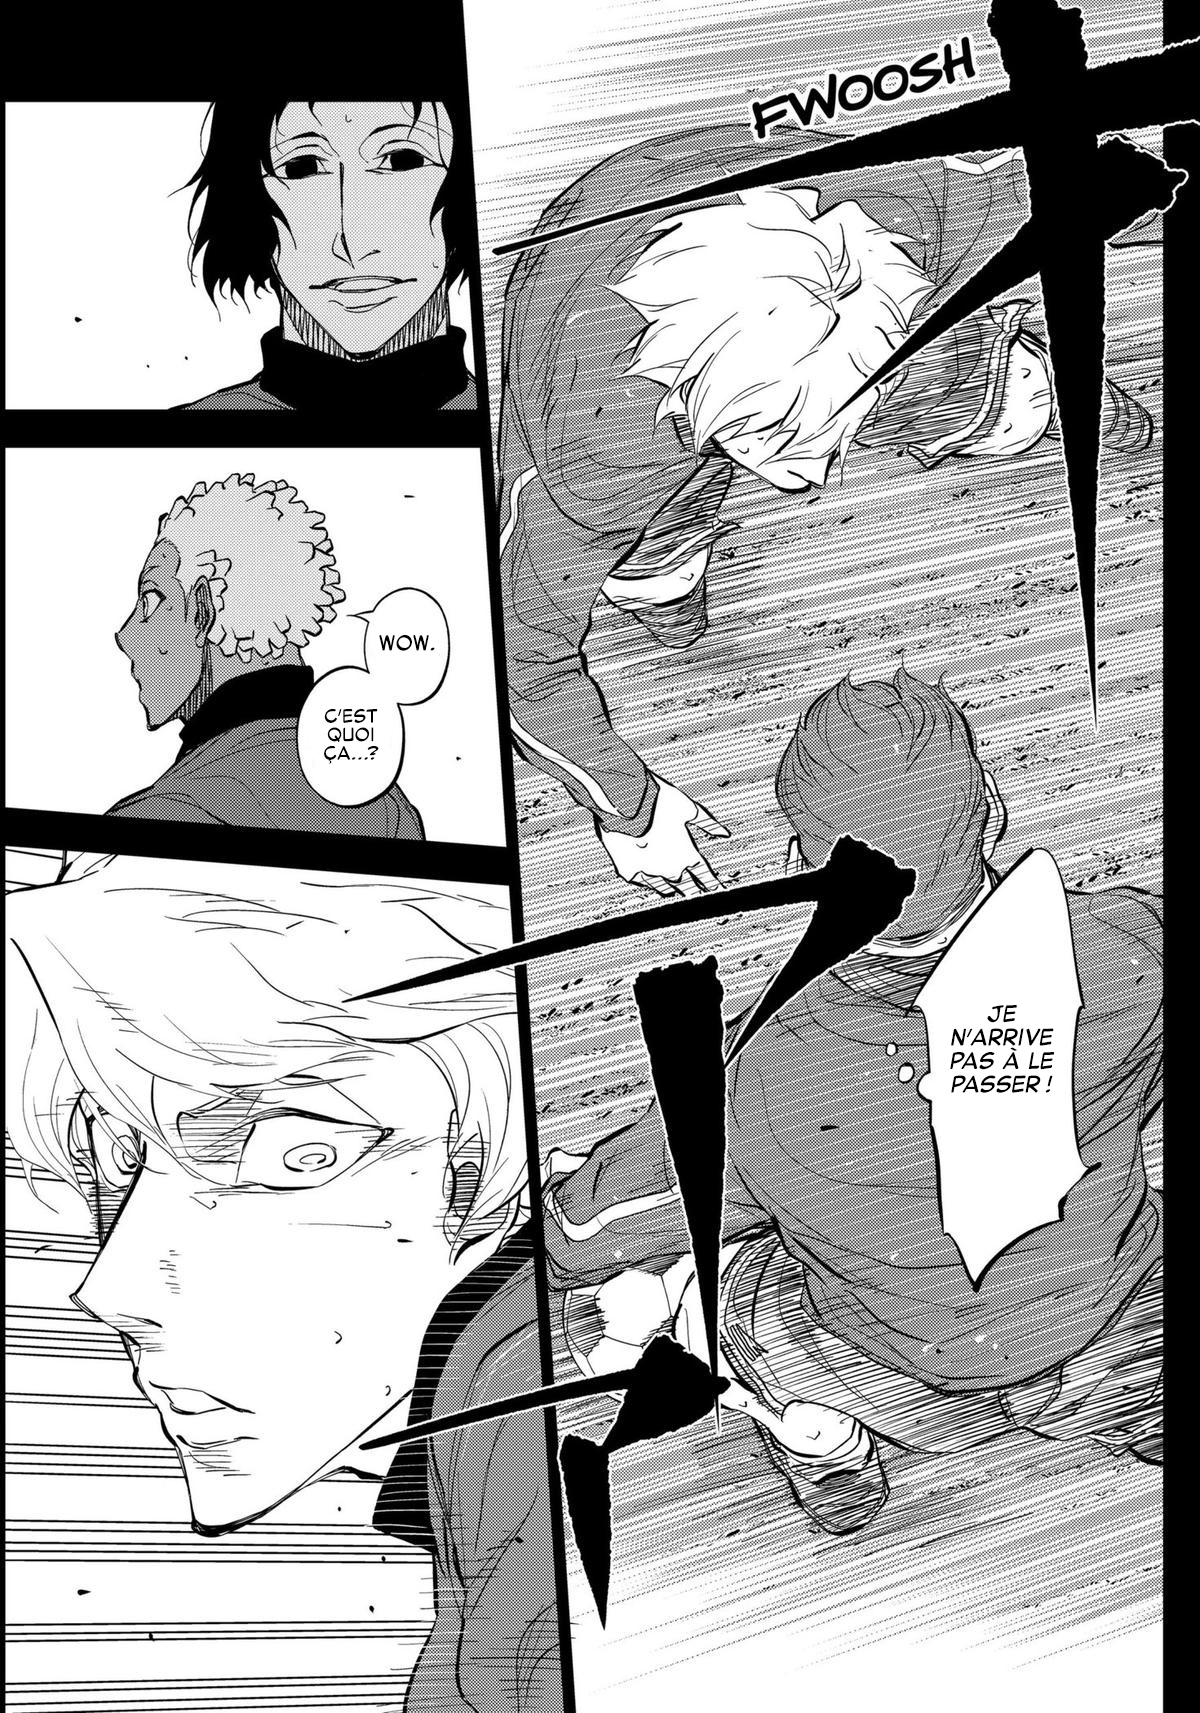 FWOOSH
JE
N'ARRIVE
PAS À LE
PASSER !
WOW.
C'EST
QUOI
ÇA...?